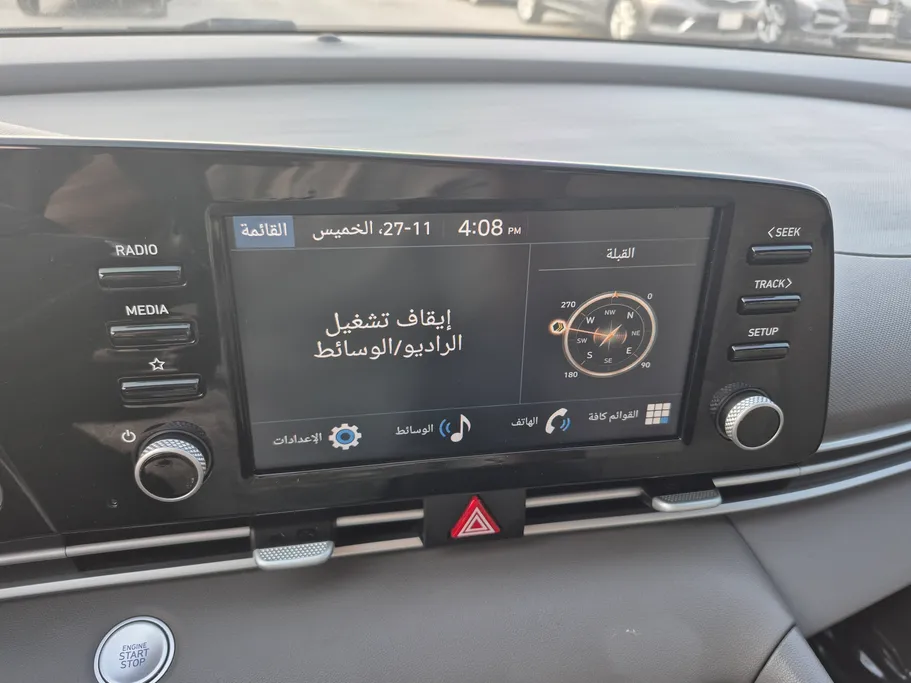 RADIO
MEDIA
القائمة
27-11، الخميس
4:08 PM
إيقاف تشغيل
الراديو/الوسائط
القبلة
270
0
NW
W
N
SW
NE
S
E
SE
180
90
القوائم كافة
الهاتف
الوسائط
الإعدادات
<SEEK
TRACK>
SETUP
ENGINE
START
STOP